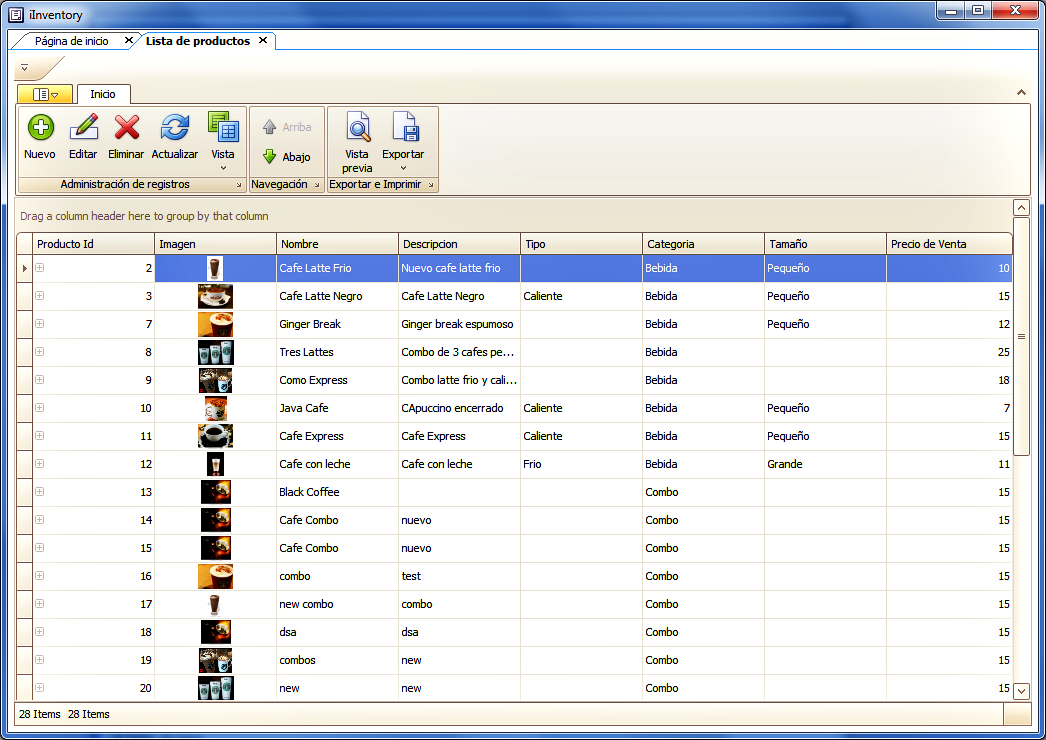 iInventory
Página de inicio Lista de productos
Inicio
Nuevo Editar Eliminar Actualizar Vista Arriba Abajo Vista previa Exportar
Administración de registros Navegación Exportar e Imprimir
Drag a column header here to group by that column
Producto Id Imagen Nombre Descripcion Tipo Categoria Tamaño Precio de Venta
2 Cafe Latte Frio Nuevo cafe latte frio Bebida Pequeño 10
3 Cafe Latte Negro Cafe Latte Negro Caliente Bebida Pequeño 15
7 Ginger Break Ginger break espumoso Bebida Pequeño 12
8 Tres Lattes Combo de 3 cafes pe... Bebida 25
9 Como Express Combo latte frio y cali... Bebida 18
10 Java Cafe CApuccino encerrado Caliente Bebida Pequeño 7
11 Cafe Express Cafe Express Caliente Bebida Pequeño 15
12 Cafe con leche Cafe con leche Frio Bebida Grande 11
13 Black Coffee Combo 15
14 Cafe Combo nuevo Combo 15
15 Cafe Combo nuevo Combo 15
16 combo test Combo 15
17 new combo combo Combo 15
18 dsa dsa Combo 15
19 combos new Combo 15
20 new new Combo 15
28 Items 28 Items